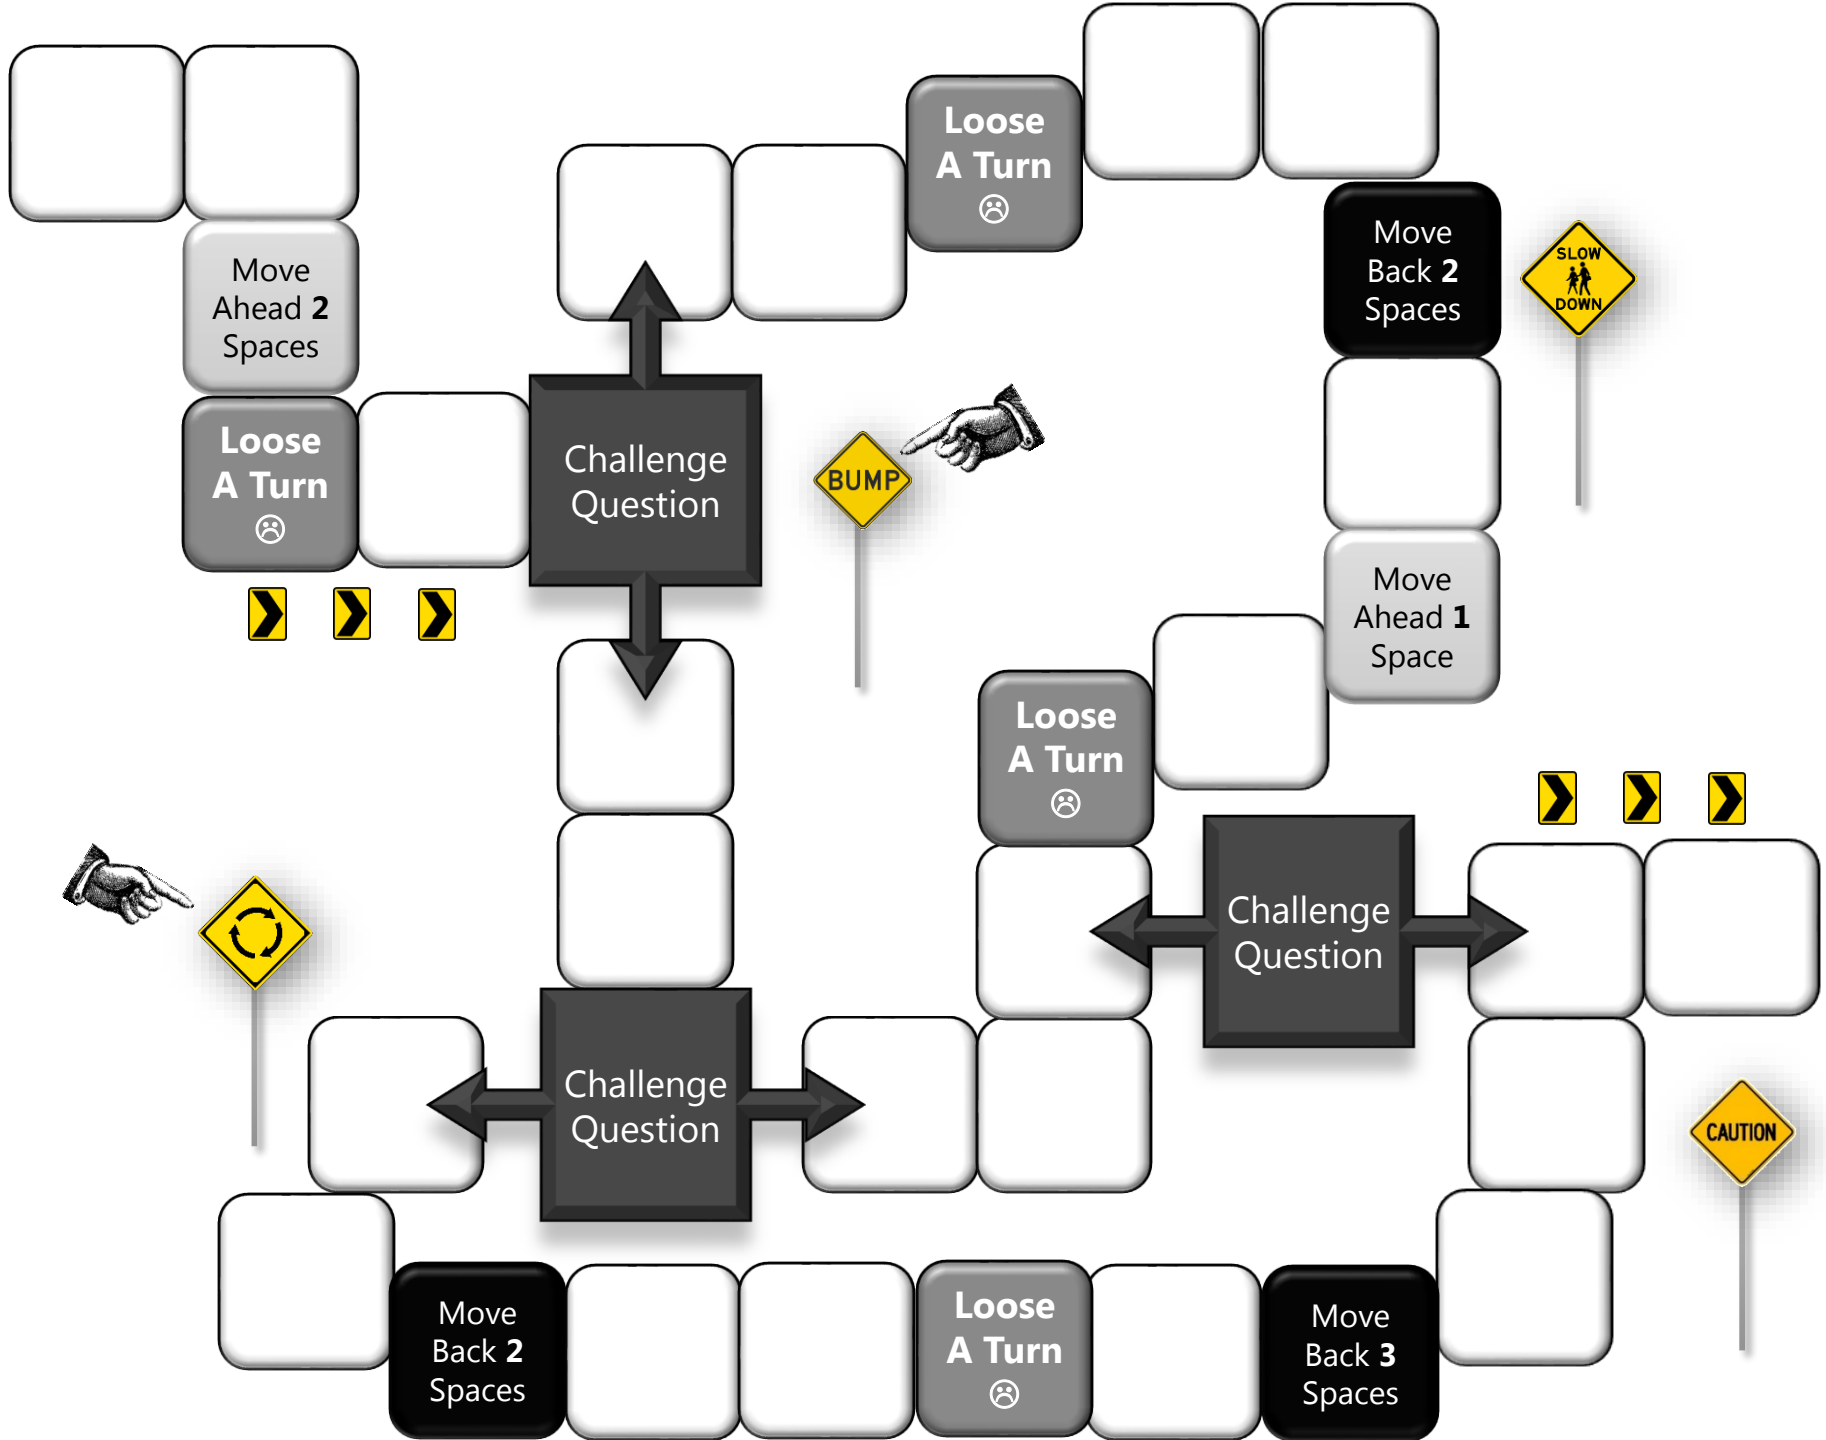 Loose
A Turn
☹
Move
Ahead 2
Spaces
Move
Back 2
Spaces
SLOW
DOWN
Loose
A Turn
☹
Challenge
Question
BUMP
Move
Ahead 1
Space
Loose
A Turn
☹
Challenge
Question
Challenge
Question
CAUTION
Move
Back 2
Spaces
Loose
A Turn
☹
Move
Back 3
Spaces